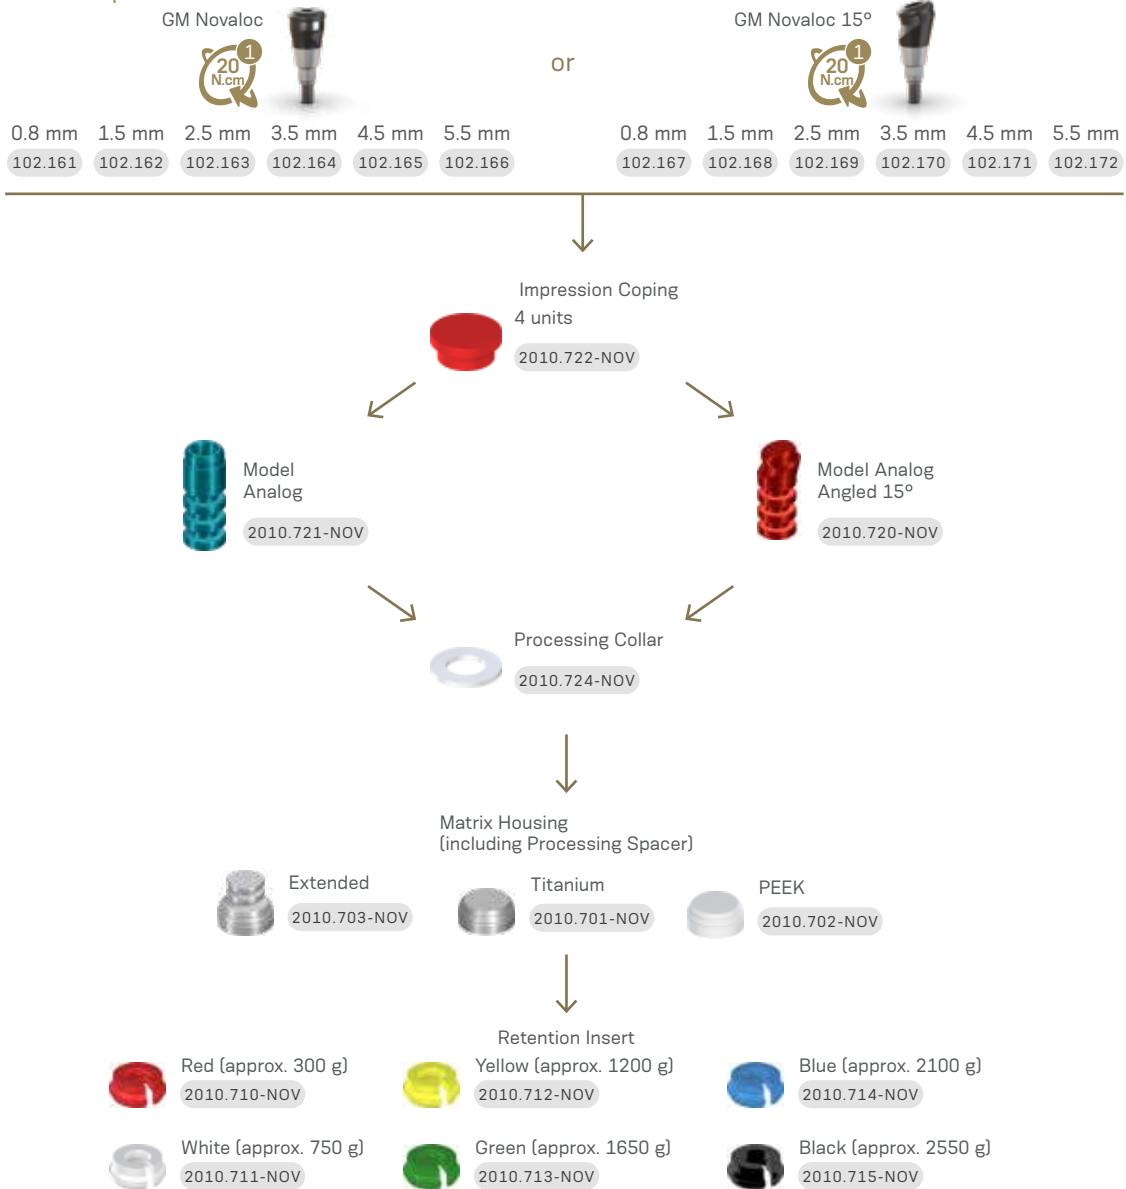 GM Novaloc
1
20
N.cm
or
GM Novaloc 15°
1
20
N.cm
0.8 mm 1.5 mm 2.5 mm 3.5 mm 4.5 mm 5.5 mm
102.161 102.162 102.163 102.164 102.165 102.166
0.8 mm 1.5 mm 2.5 mm 3.5 mm 4.5 mm 5.5 mm
102.167 102.168 102.169 102.170 102.171 102.172
Impression Coping
4 units
2010.722-NOV
Model
Analog
2010.721-NOV
Model Analog
Angled 15°
2010.720-NOV
Processing Collar
2010.724-NOV
Matrix Housing
(including Processing Spacer)
Extended
2010.703-NOV
Titanium
2010.701-NOV
PEEK
2010.702-NOV
Retention Insert
Red (approx. 300 g)
2010.710-NOV
Yellow (approx. 1200 g)
2010.712-NOV
Blue (approx. 2100 g)
2010.714-NOV
White (approx. 750 g)
2010.711-NOV
Green (approx. 1650 g)
2010.713-NOV
Black (approx. 2550 g)
2010.715-NOV